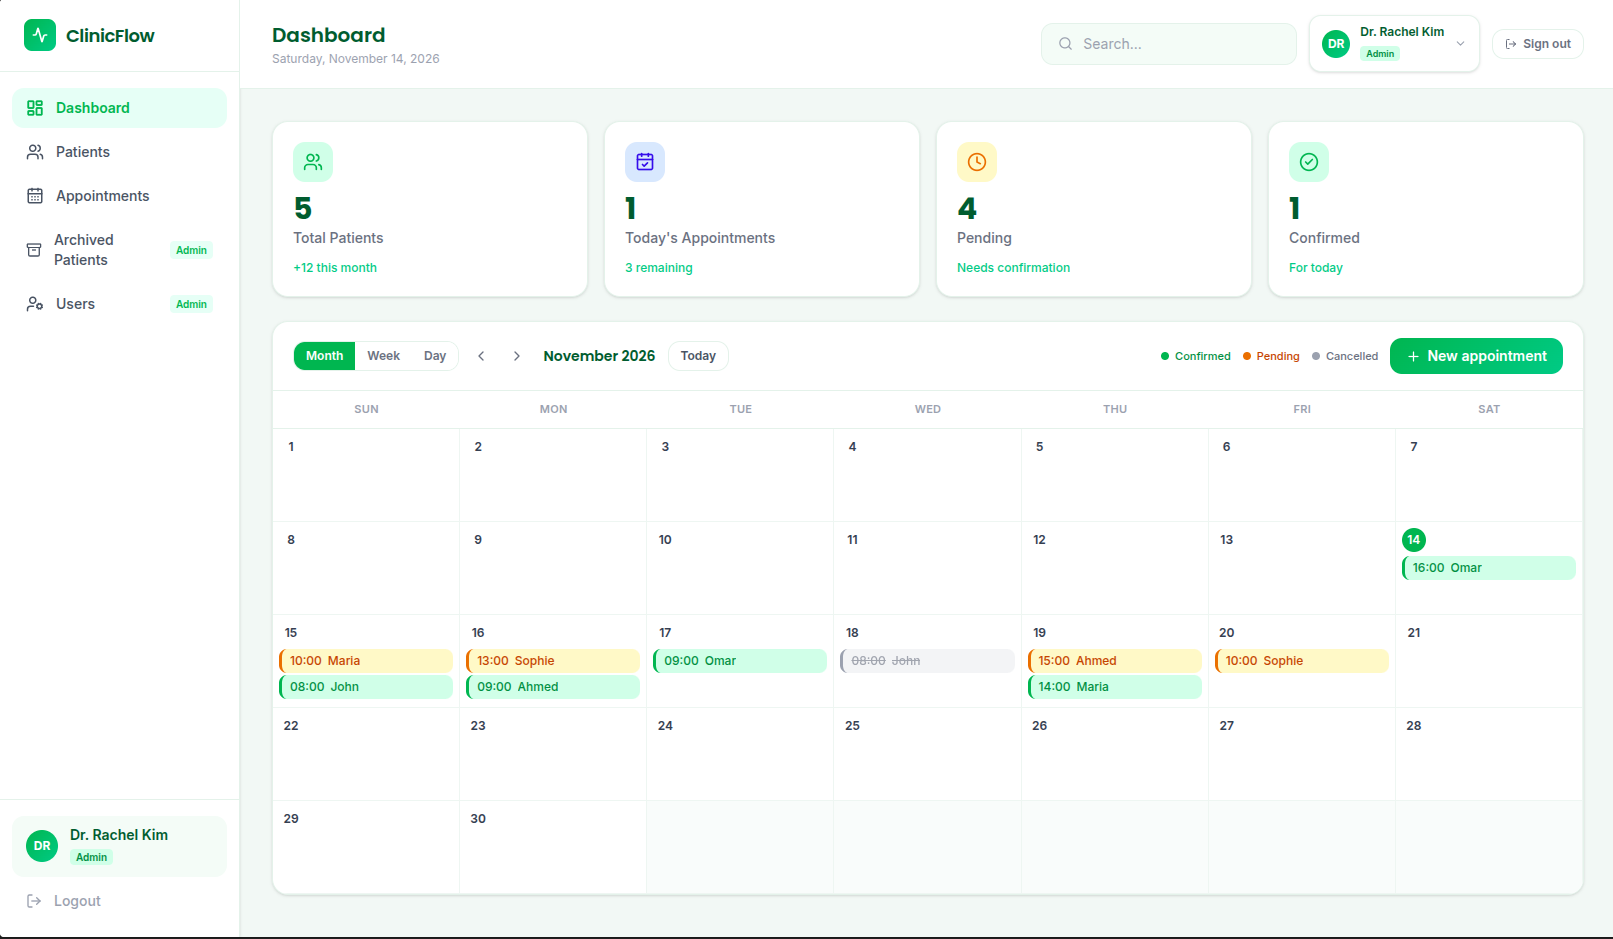 ClinicFlow
Dashboard
Patients
Appointments
Archived Patients
Admin
Users
Admin
Dr. Rachel Kim
DR
Admin
Logout
Dashboard
Saturday, November 14, 2026
Search...
DR
Dr. Rachel Kim
Admin
Sign out
5
Total Patients
+12 this month
1
Today's Appointments
3 remaining
4
Pending
Needs confirmation
1
Confirmed
For today
Month Week Day
November 2026
Today
Confirmed Pending Cancelled
New appointment
SUN MON TUE WED THU FRI SAT
1 2 3 4 5 6 7
8 9 10 11 12 13 14
16:00 Omar
15 16 17 18 19 20 21
10:00 Maria 13:00 Sophie 09:00 Omar 08:00 John 15:00 Ahmed 10:00 Sophie
08:00 John 09:00 Ahmed 14:00 Maria
22 23 24 25 26 27 28
29 30